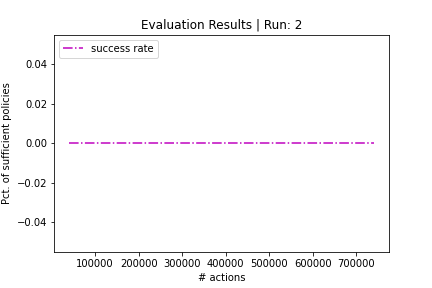 Evaluation Results | Run: 2
success rate
Pct. of sufficient policies
0.04
0.02
0.00
−0.02
−0.04
100000 200000 300000 400000 500000 600000 700000
# actions